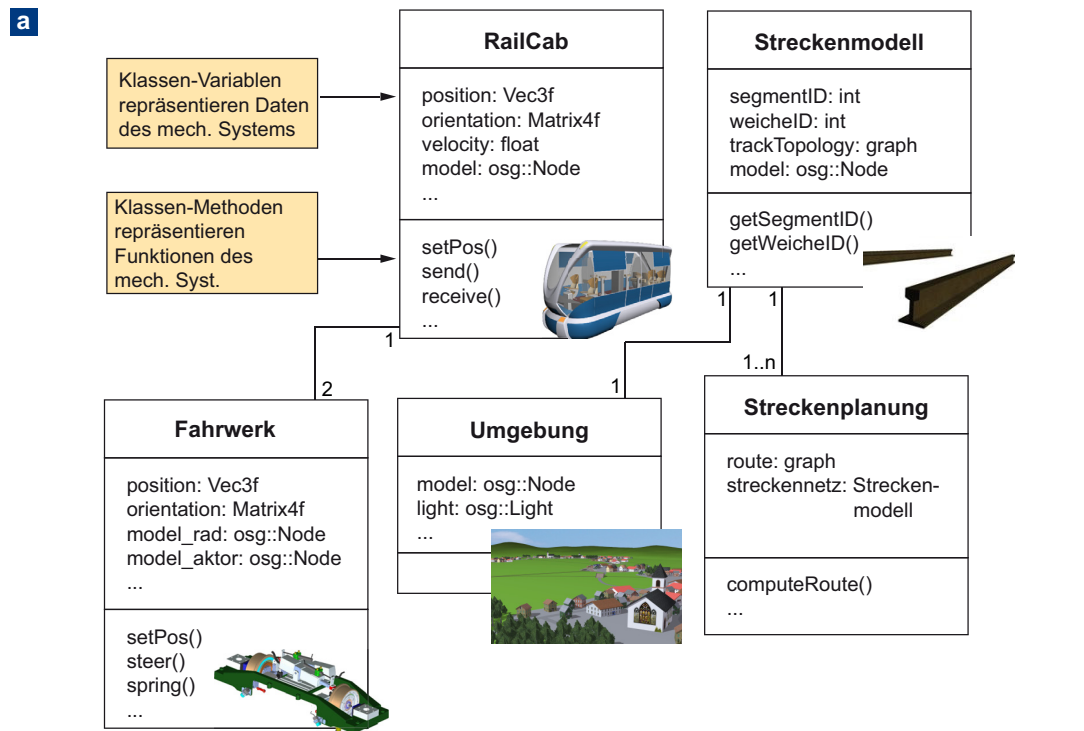 a
Klassen-Variablen
repräsentieren Daten
des mech. Systems
Klassen-Methoden
repräsentieren
Funktionen des
mech. Syst.
RailCab
position: Vec3f
orientation: Matrix4f
velocity: float
model: osg::Node
...
setPos()
send()
receive()
...
Streckenmodell
segmentID: int
weicheID: int
trackTopology: graph
model: osg::Node
getSegmentID()
getWeicheID()
...
1
2
1
1
1
1..n
Fahrwerk
position: Vec3f
orientation: Matrix4f
model_rad: osg::Node
model_aktor: osg::Node
...
setPos()
steer()
spring()
...
Umgebung
model: osg::Node
light: osg::Light
...
Streckenplanung
route: graph
streckennetz: Strecken-
modell
computeRoute()
...